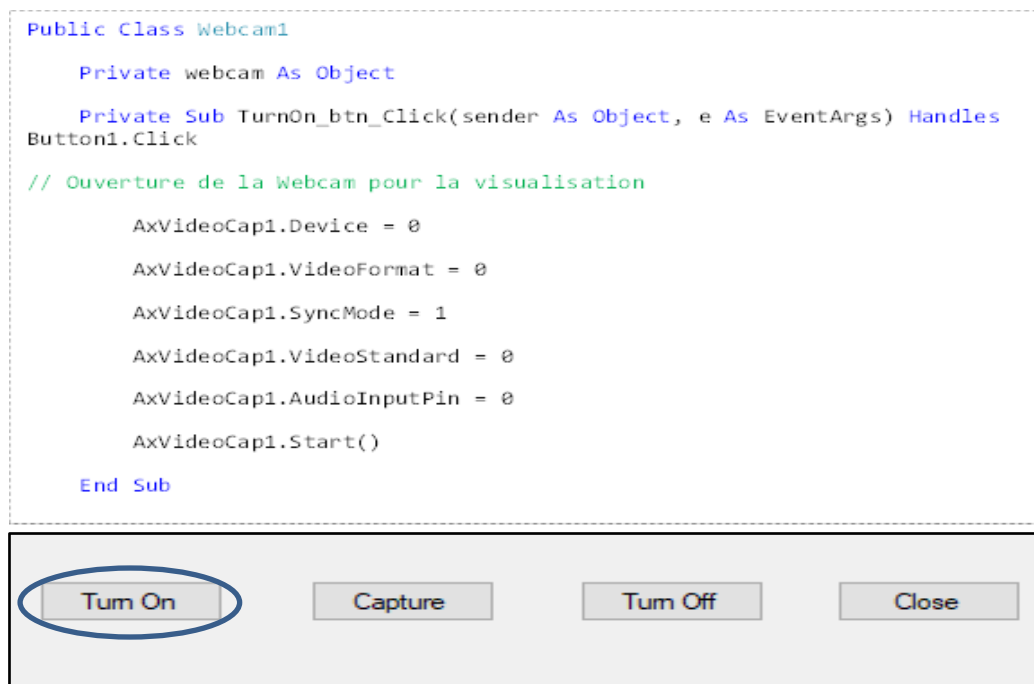 Public Class Webcam1
Private webcam As Object
Private Sub TurnOn_btn_Click(sender As Object, e As EventArgs) Handles
Button1.Click
// Ouverture de la Webcam pour la visualisation
AxVideoCap1.Device = 0
AxVideoCap1.VideoFormat = 0
AxVideoCap1.SyncMode = 1
AxVideoCap1.VideoStandard = 0
AxVideoCap1.AudioInputPin = 0
AxVideoCap1.Start()
End Sub
Turn On
Capture
Turn Off
Close